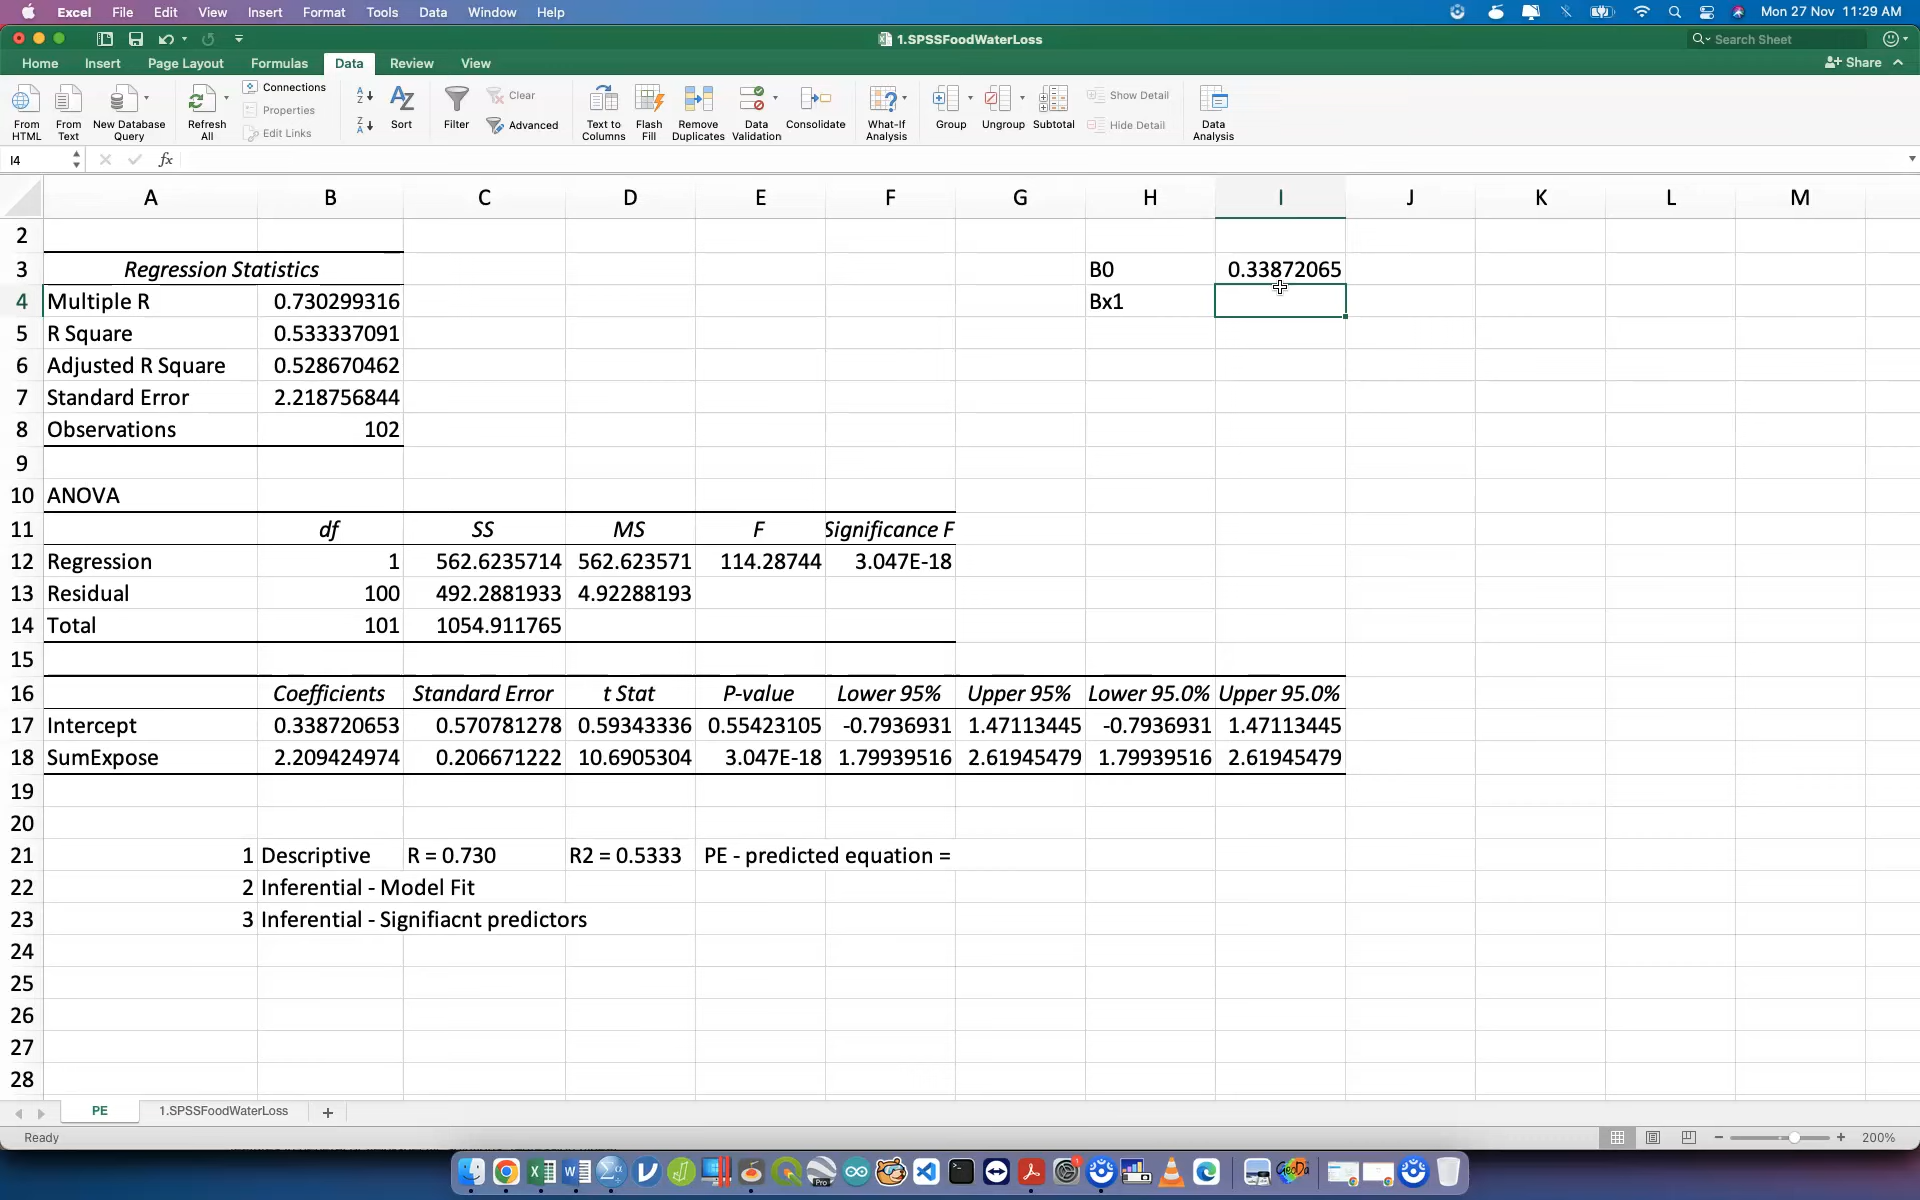 Excel File Edit View Insert Format Tools Data Window Help Mon 27 Nov 11:29 AM
1.SPSSFoodWaterLoss Search Sheet
Home Insert Page Layout Formulas Data Review View Share
From HTML From Text New Database Query Refresh All Connections Properties Edit Links Sort Filter Clear Advanced Text to Columns Flash Fill Remove Duplicates Data Validation Consolidate What-If Analysis Group Ungroup Subtotal Show Detail Hide Detail Data Analysis
I4 fx
A B C D E F G H I J K L M
2
3 Regression Statistics B0 0.33872065
4 Multiple R 0.730299316 Bx1
5 R Square 0.533337091
6 Adjusted R Square 0.528670462
7 Standard Error 2.218756844
8 Observations 102
9
10 ANOVA
11 df SS MS F Significance F
12 Regression 1 562.6235714 562.623571 114.28744 3.047E-18
13 Residual 100 492.2881933 4.92288193
14 Total 101 1054.911765
15
16 Coefficients Standard Error t Stat P-value Lower 95% Upper 95% Lower 95.0% Upper 95.0%
17 Intercept 0.338720653 0.570781278 0.59343336 0.55423105 -0.7936931 1.47113445 -0.7936931 1.47113445
18 SumExpose 2.209424974 0.206671222 10.6905304 3.047E-18 1.79939516 2.61945479 1.79939516 2.61945479
19
20
21 1 Descriptive R = 0.730 R2 = 0.5333 PE - predicted equation =
22 2 Inferential - Model Fit
23 3 Inferential - Signifiacnt predictors
24
25
26
27
28
PE 1.SPSSFoodWaterLoss
Ready 200%